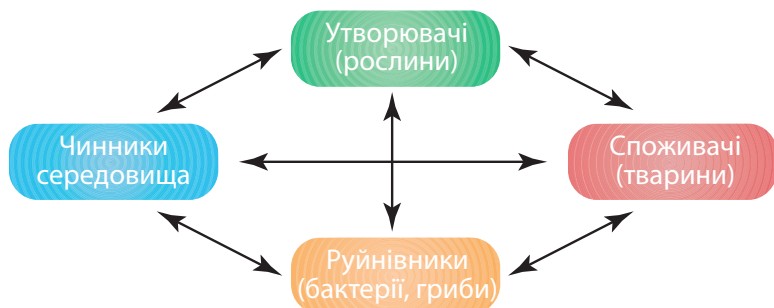 Утворювачі
(рослини)
Чинники
середовища
Споживачі
(тварини)
Руйнівники
(бактерії, гриби)